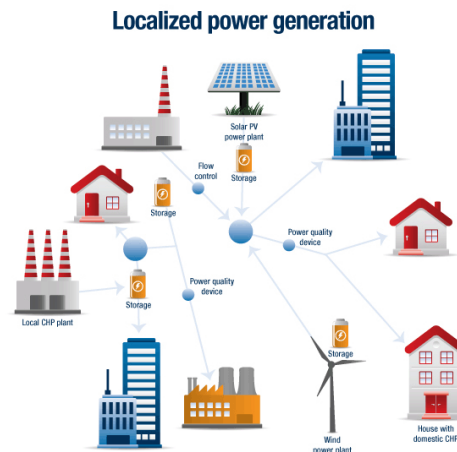 Localized power generation
Solar PV
power plant
Flow
control
Storage
Storage
Power quality
device
Power quality
device
Storage
Local CHP plant
Storage
Wind
power plant
House with
domestic CHP